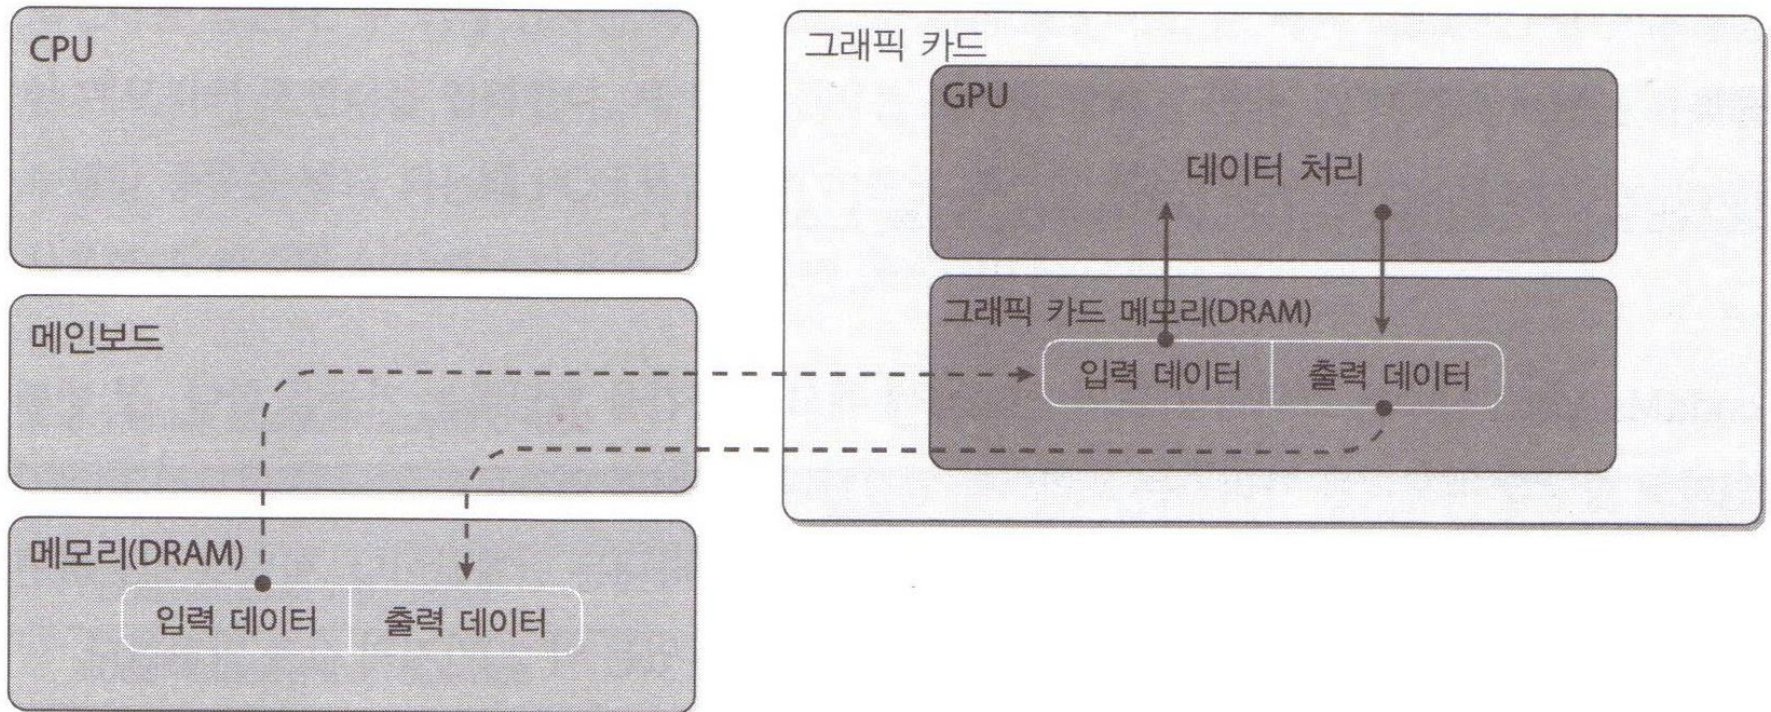 CPU
메인보드
메모리(DRAM)
입력 데이터
출력 데이터
그래픽 카드
GPU
데이터 처리
그래픽 카드 메모리(DRAM)
입력 데이터
출력 데이터